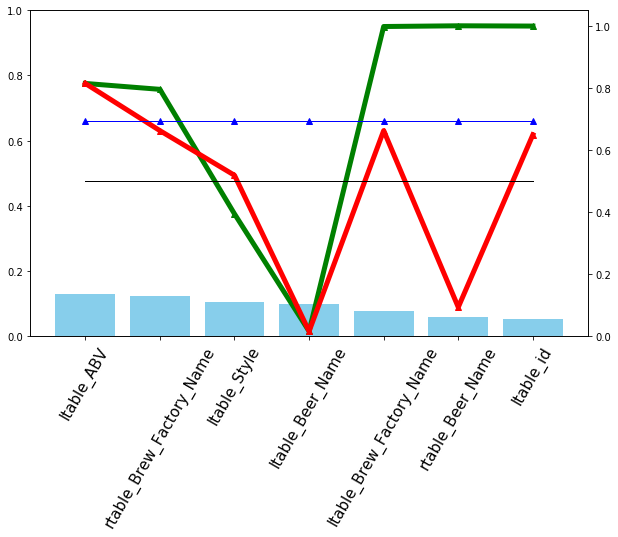 1.0
0.8
0.6
0.4
0.2
0.0
1.0
0.8
0.6
0.4
0.2
0.0
ltable_ABV
rtable_Brew_Factory_Name
ltable_Style
ltable_Beer_Name
ltable_Brew_Factory_Name
rtable_Beer_Name
ltable_id